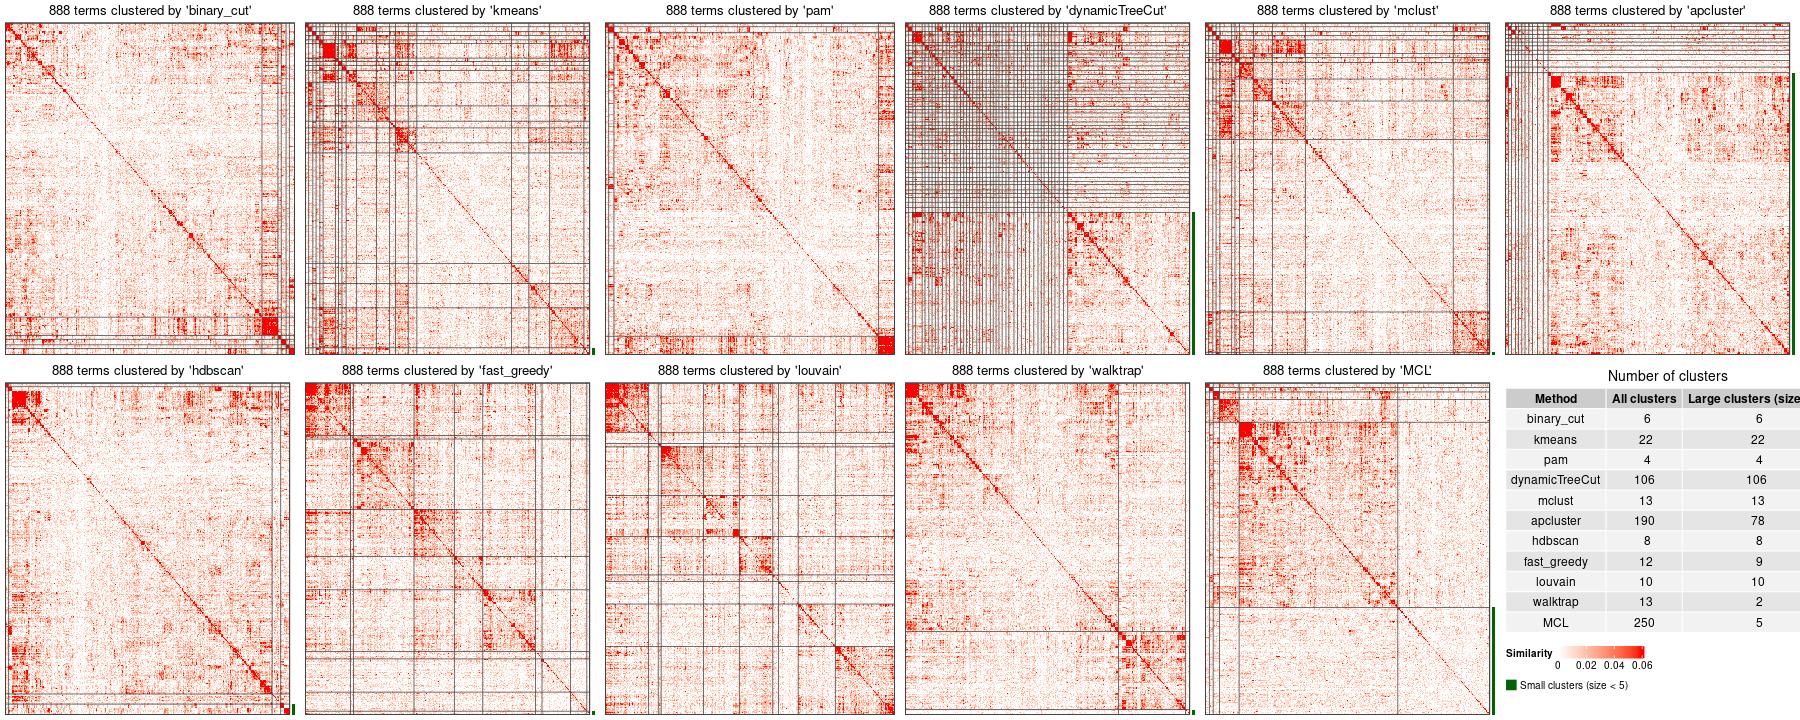 888 terms clustered by 'binary_cut'
888 terms clustered by 'kmeans'
888 terms clustered by 'pam'
888 terms clustered by 'dynamicTreeCut'
888 terms clustered by 'mclust'
888 terms clustered by 'apcluster'
888 terms clustered by 'hdbscan'
888 terms clustered by 'fast_greedy'
888 terms clustered by 'louvain'
888 terms clustered by 'walktrap'
888 terms clustered by 'MCL'
Number of clusters
Method All clusters Large clusters (size
binary_cut 6 6
kmeans 22 22
pam 4 4
dynamicTreeCut 106 106
mclust 13 13
apcluster 190 78
hdbscan 8 8
fast_greedy 12 9
louvain 10 10
walktrap 13 2
MCL 250 5
Similarity
0 0.02 0.04 0.06
Small clusters (size < 5)